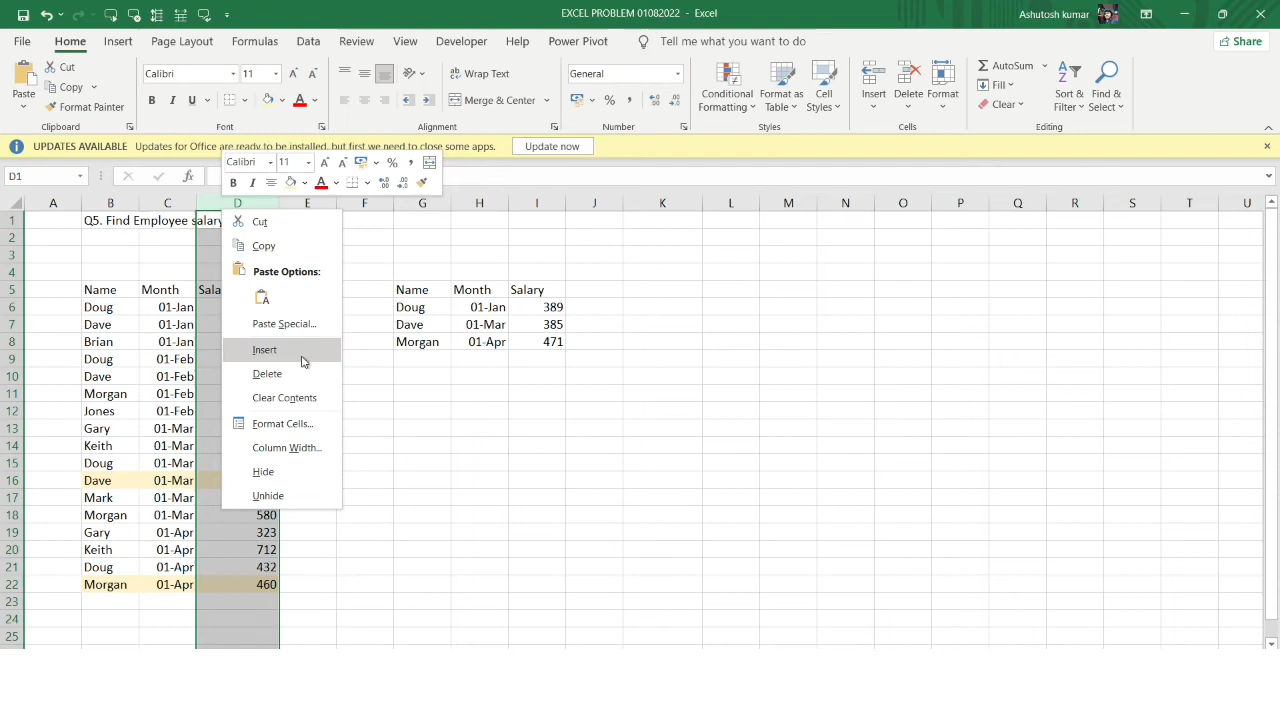 EXCEL PROBLEM 01082022 - Excel
Ashutosh kumar
File Home Insert Page Layout Formulas Data Review View Developer Help Power Pivot Tell me what you want to do Share
Paste
Cut
Copy
Format Painter
Clipboard
Calibri 11 A A
B I U A
Font
ab
Wrap Text
Merge & Center
Alignment
General
% , .00 .00
Number
Conditional Formatting
Format as Table
Cell Styles
Styles
Insert Delete Format
Cells
AutoSum
Fill
Clear
Sort & Filter
Find & Select
Editing
UPDATES AVAILABLE Updates for Office are ready to be installed, but first we need to close some apps. Update now
D1 fx
Calibri 11 A A % ,
B I A
A B C D E F G H I J K L M N O P Q R S T U
1 Q5. Find Employee salary
2
3
4
5 Name Month Sala Name Month Salary
6 Doug 01-Jan Doug 01-Jan 389
7 Dave 01-Jan Dave 01-Mar 385
8 Brian 01-Jan Morgan 01-Apr 471
9 Doug 01-Feb
10 Dave 01-Feb
11 Morgan 01-Feb
12 Jones 01-Feb
13 Gary 01-Mar
14 Keith 01-Mar
15 Doug 01-Mar
16 Dave 01-Mar
17 Mark 01-Mar
18 Morgan 01-Mar 580
19 Gary 01-Apr 323
20 Keith 01-Apr 712
21 Doug 01-Apr 432
22 Morgan 01-Apr 460
23
24
25
Cut
Copy
Paste Options:
Paste Special...
Insert
Delete
Clear Contents
Format Cells...
Column Width...
Hide
Unhide